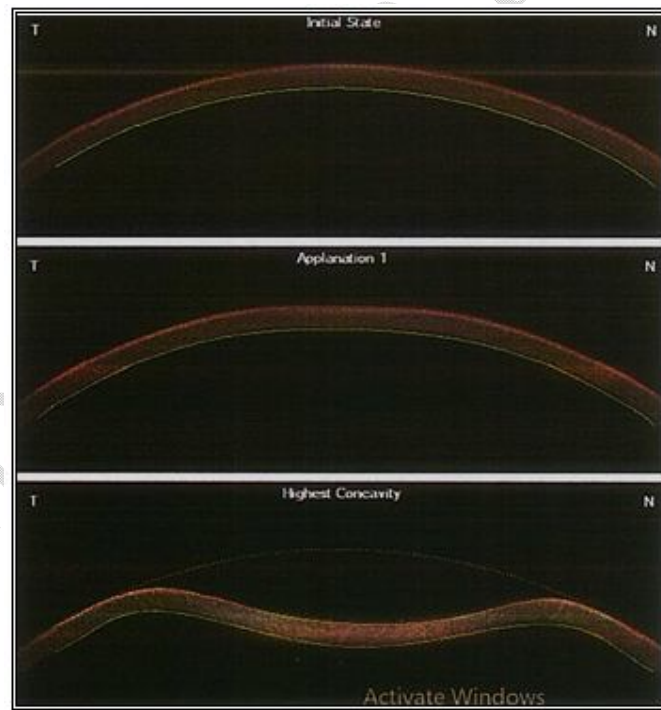 Initial State
T N
Applanation 1
T N
Highest Concavity
T N
Activate Windows